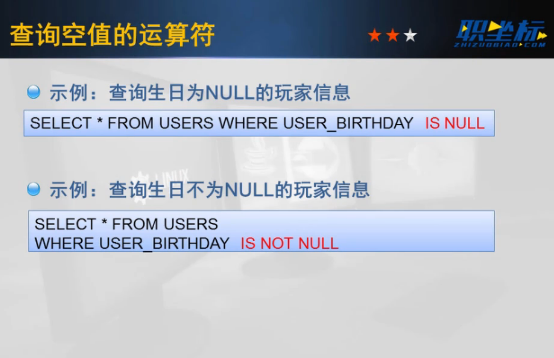 查询空值的运算符
职坐标
ZHIZUOBIAO.COM
示例：查询生日为NULL的玩家信息
SELECT * FROM USERS WHERE USER_BIRTHDAY IS NULL
示例：查询生日不为NULL的玩家信息
SELECT * FROM USERS
WHERE USER_BIRTHDAY IS NOT NULL